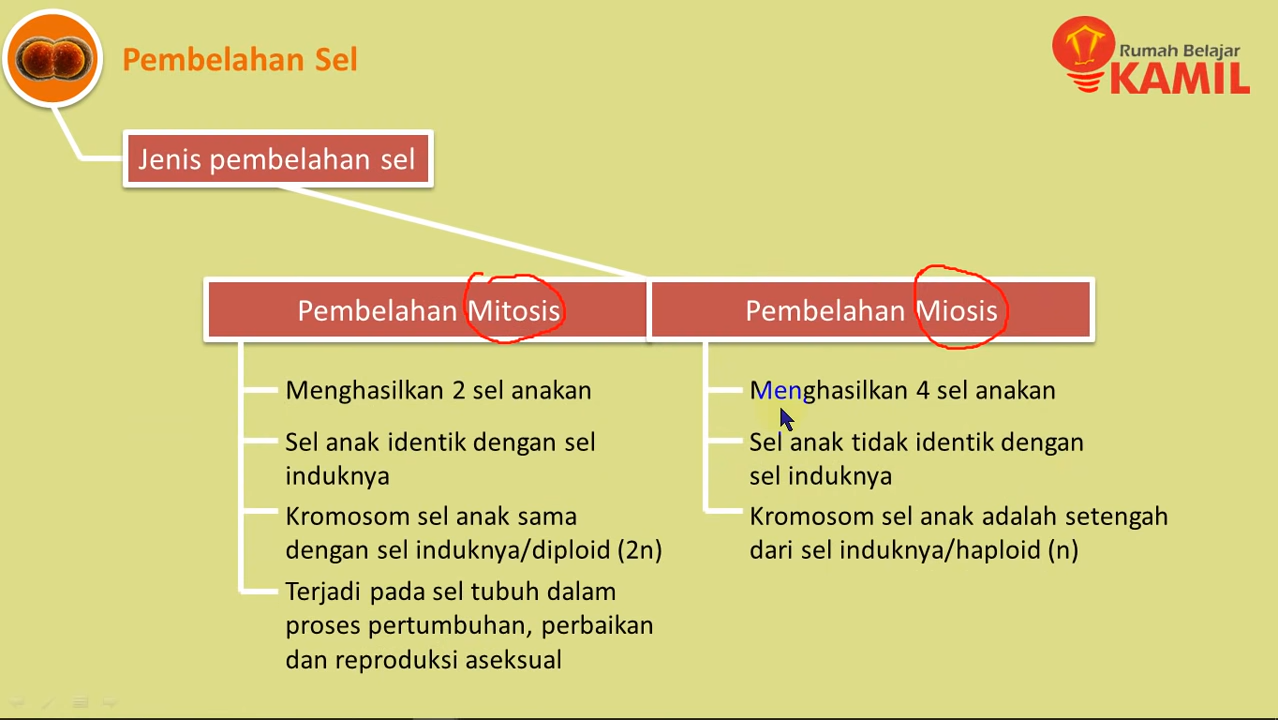 Pembelahan Sel
Rumah Belajar
KAMIL
Jenis pembelahan sel
Pembelahan Mitosis
Pembelahan Miosis
Menghasilkan 2 sel anakan
Sel anak identik dengan sel
induknya
Kromosom sel anak sama
dengan sel induknya/diploid (2n)
Terjadi pada sel tubuh dalam
proses pertumbuhan, perbaikan
dan reproduksi aseksual
Menghasilkan 4 sel anakan
Sel anak tidak identik dengan
sel induknya
Kromosom sel anak adalah setengah
dari sel induknya/haploid (n)